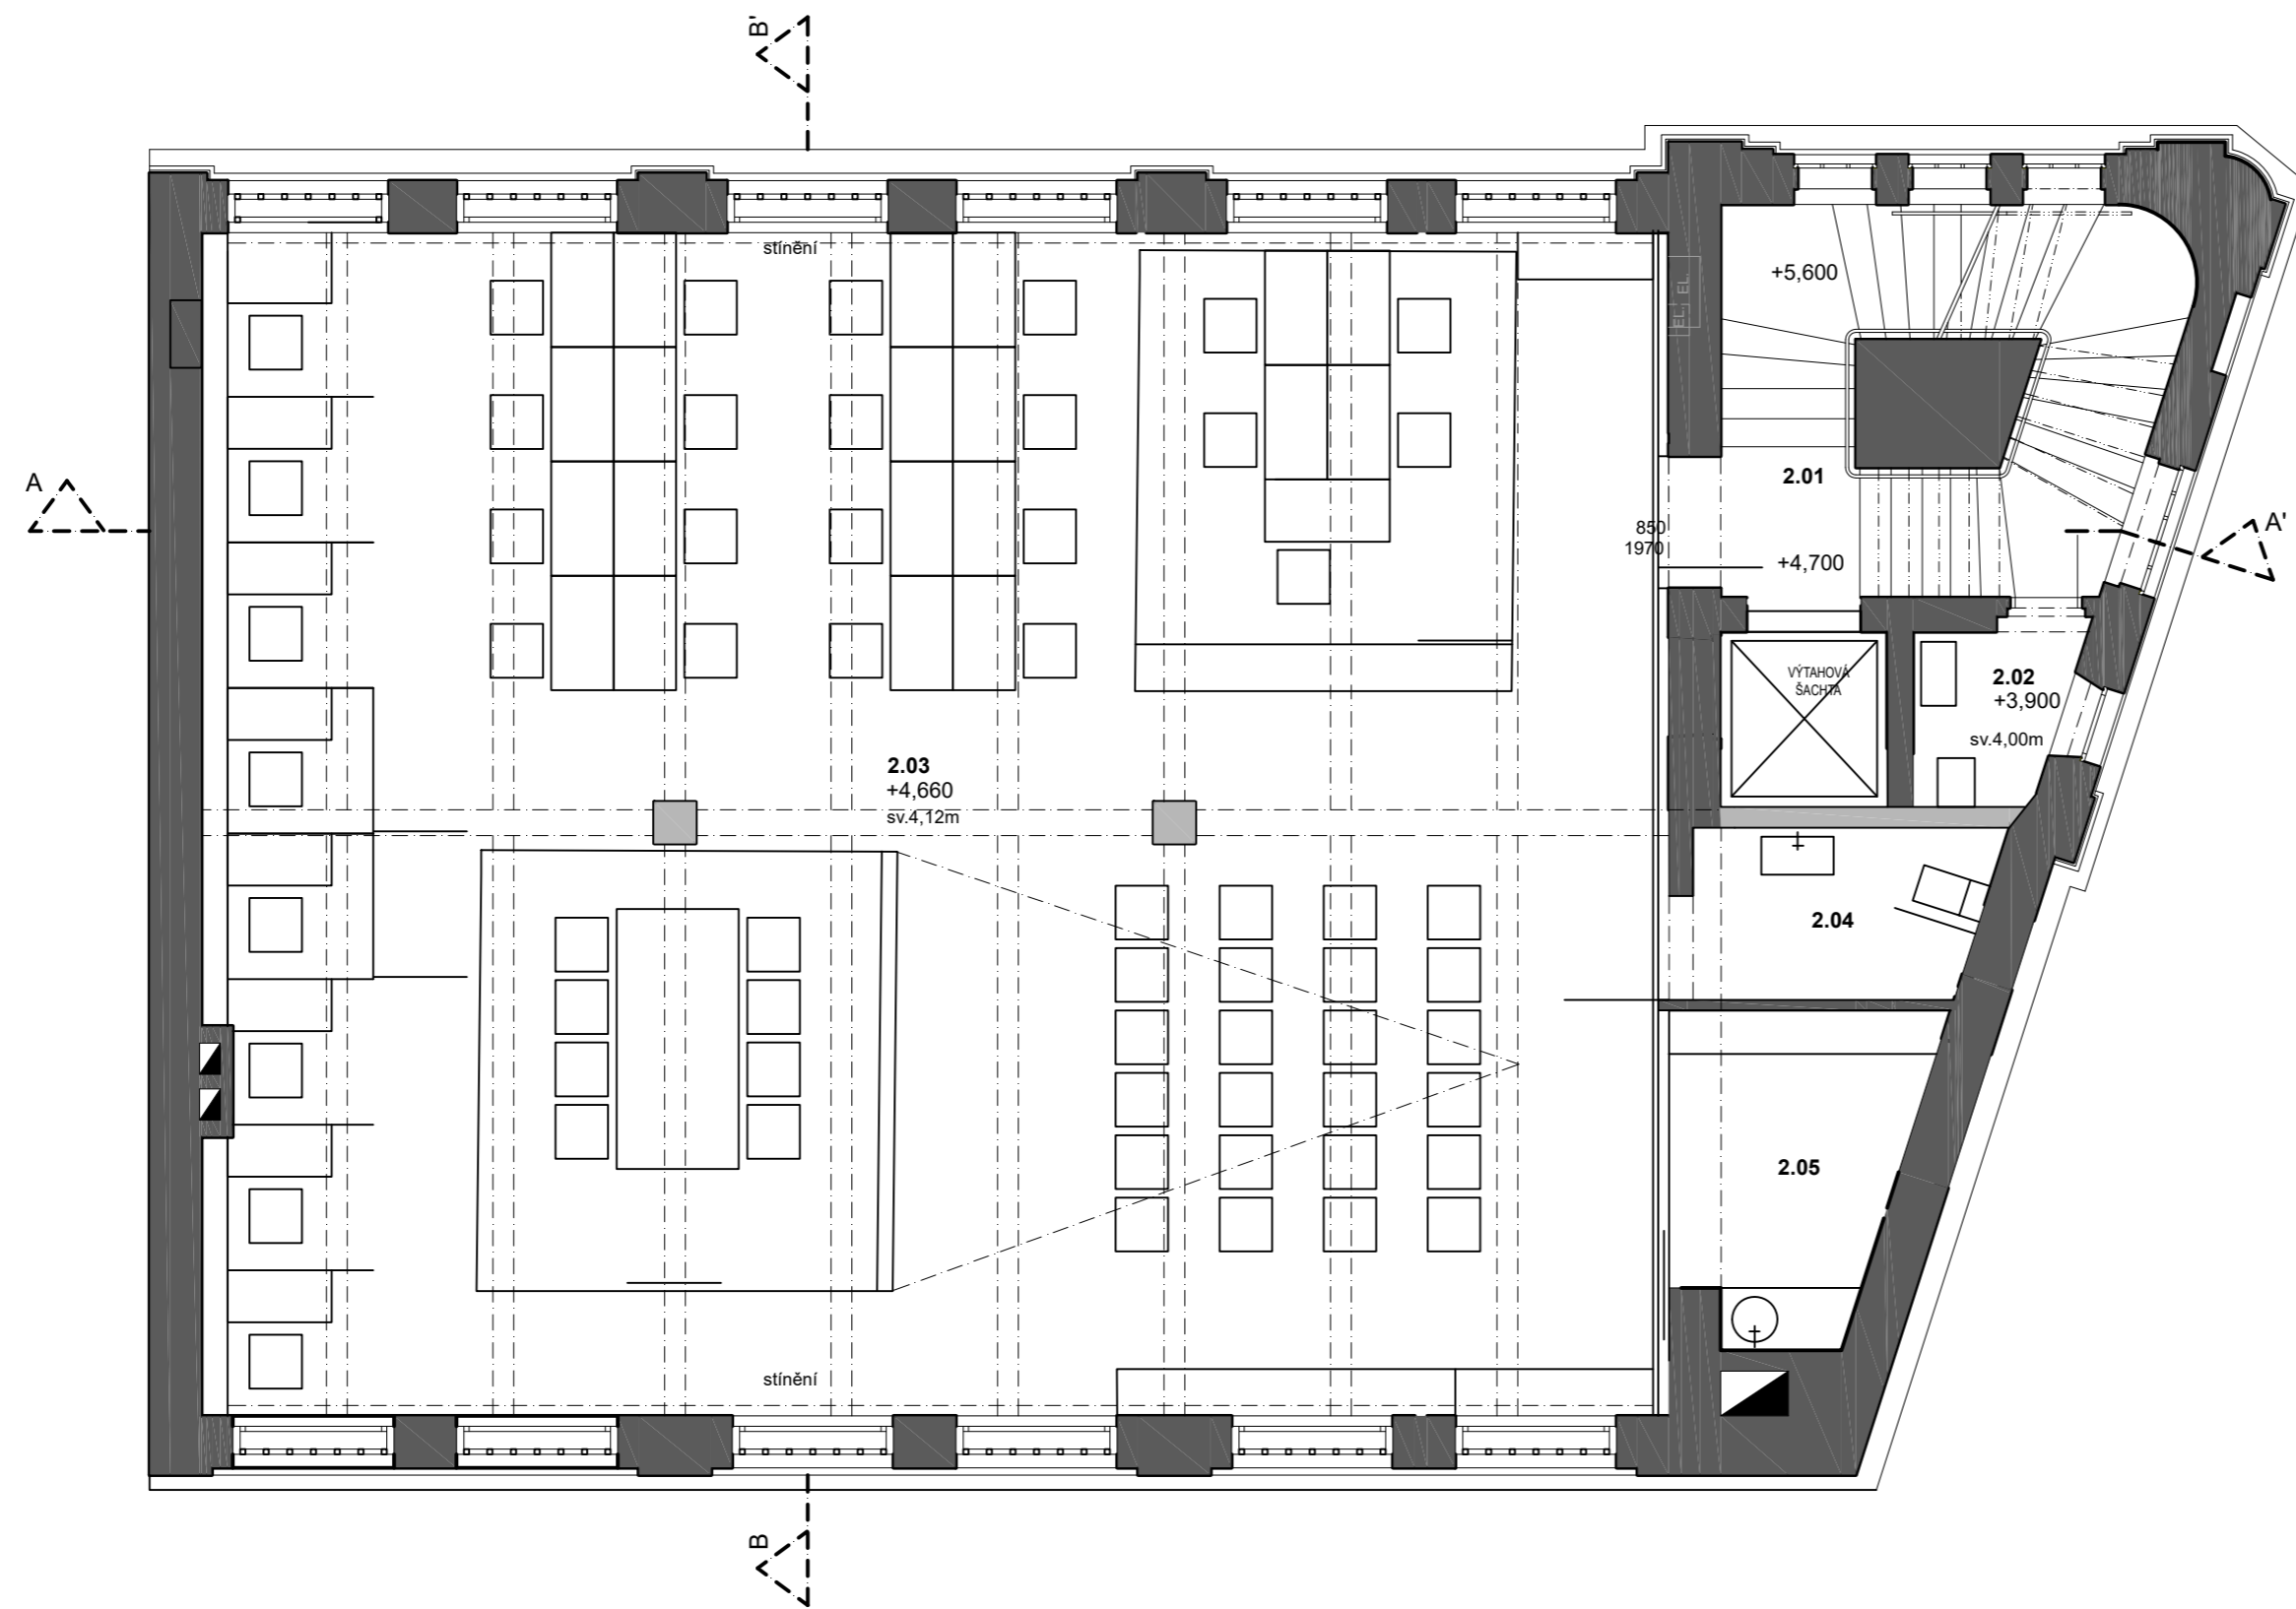 B'
stínění
+5,600
EL.
EL.
A
2.01
850
1970
A'
+4,700
VÝTAHOVÁ
ŠACHTA
2.02
+3,900
sv.4,00m
2.03
+4,660
sv.4,12m
2.04
2.05
stínění
B